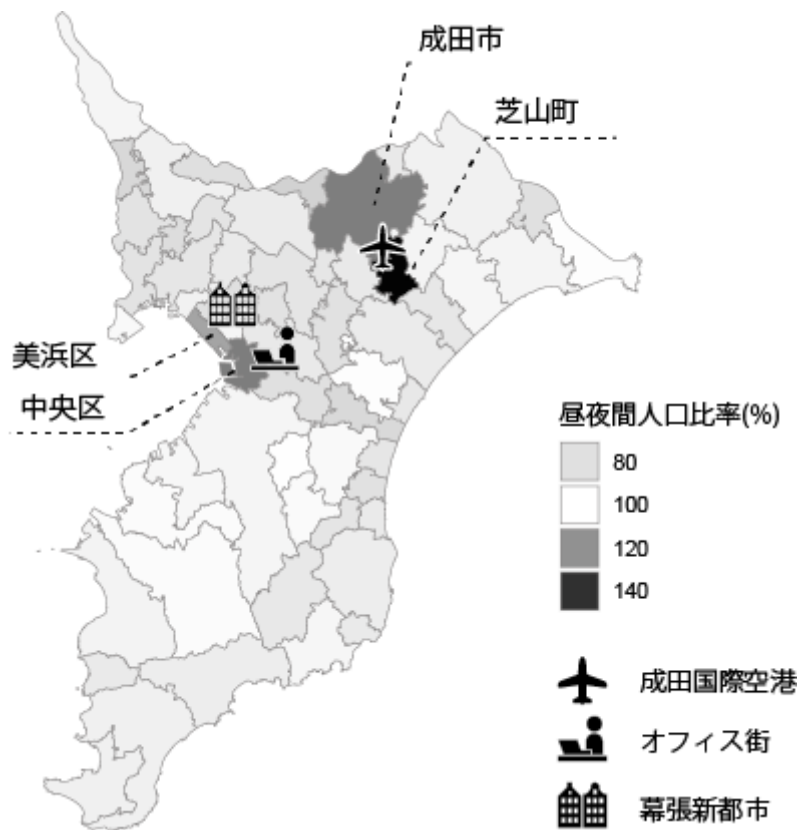 成田市
芝山町
美浜区
中央区
昼夜間人口比率(%)
80
100
120
140
成田国際空港
オフィス街
幕張新都市